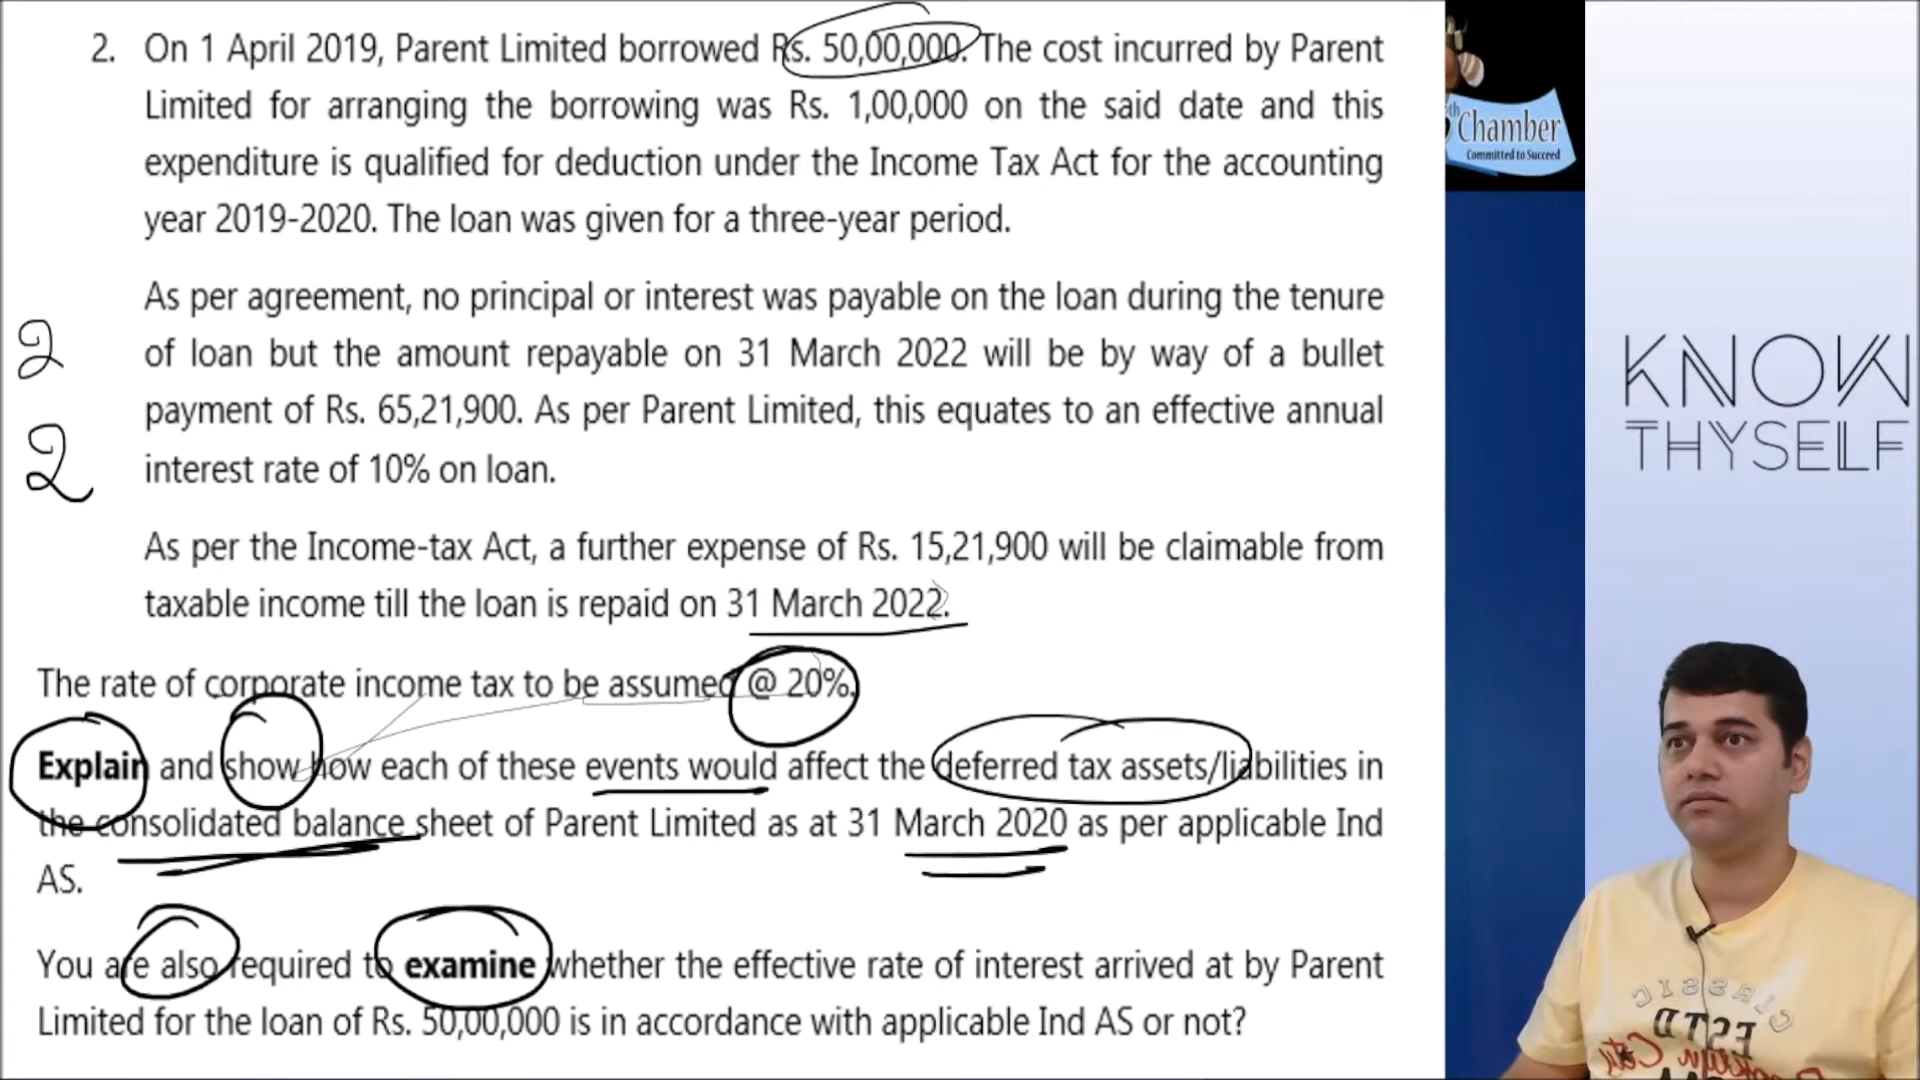 2. On 1 April 2019, Parent Limited borrowed Rs. 50,00,000. The cost incurred by Parent
Limited for arranging the borrowing was Rs. 1,00,000 on the said date and this
expenditure is qualified for deduction under the Income Tax Act for the accounting
year 2019-2020. The loan was given for a three-year period.
As per agreement, no principal or interest was payable on the loan during the tenure
of loan but the amount repayable on 31 March 2022 will be by way of a bullet
payment of Rs. 65,21,900. As per Parent Limited, this equates to an effective annual
interest rate of 10% on loan.
As per the Income-tax Act, a further expense of Rs. 15,21,900 will be claimable from
taxable income till the loan is repaid on 31 March 2022.
The rate of corporate income tax to be assumed @ 20%.
Explain and show how each of these events would affect the deferred tax assets/liabilities in
the consolidated balance sheet of Parent Limited as at 31 March 2020 as per applicable Ind
AS.
You are also required to examine whether the effective rate of interest arrived at by Parent
Limited for the loan of Rs. 50,00,000 is in accordance with applicable Ind AS or not?
2
2
th
Chamber
Committed to Succeed
KNOW
THYSELF
CLASSIC
ESTD